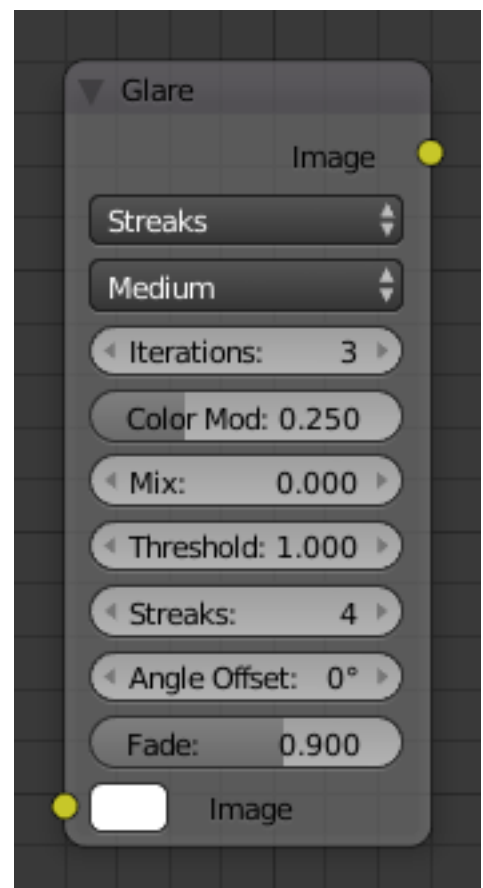 Glare
Image
Streaks
Medium
Iterations: 3
Color Mod: 0.250
Mix: 0.000
Threshold: 1.000
Streaks: 4
Angle Offset: 0°
Fade: 0.900
Image